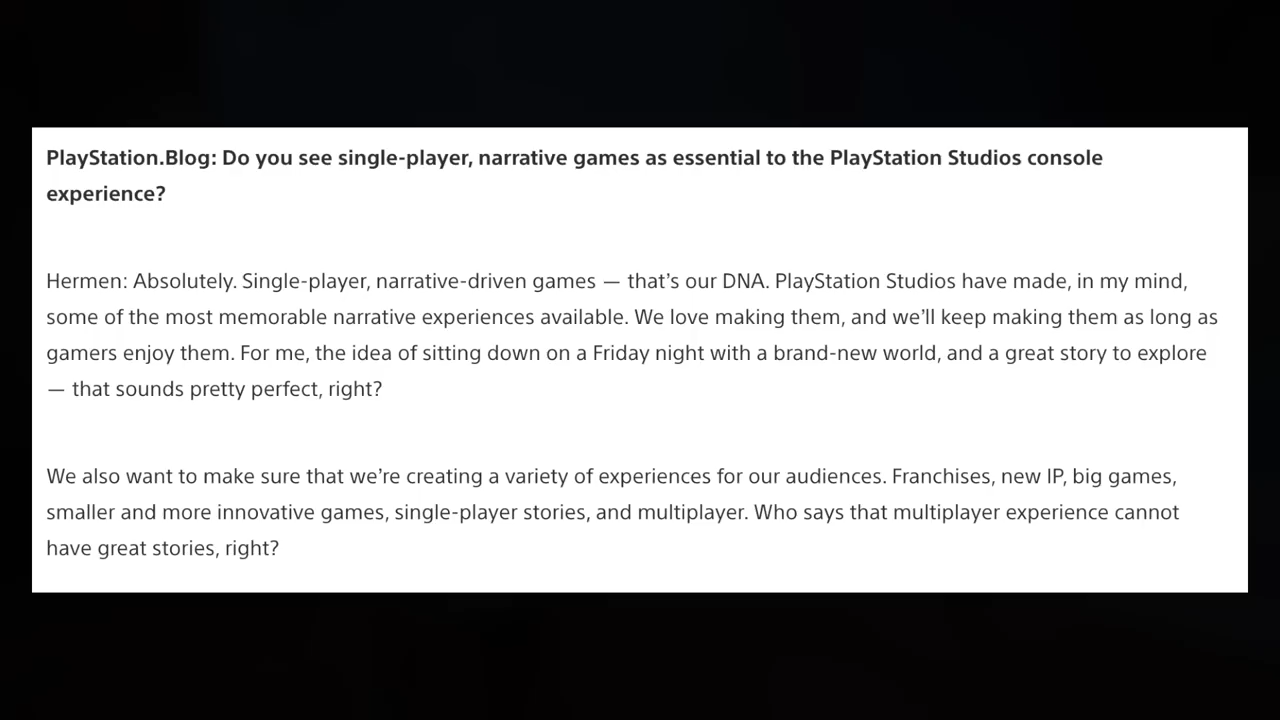 PlayStation.Blog: Do you see single-player, narrative games as essential to the PlayStation Studios console
experience?
Hermen: Absolutely. Single-player, narrative-driven games — that’s our DNA. PlayStation Studios have made, in my mind,
some of the most memorable narrative experiences available. We love making them, and we’ll keep making them as long as
gamers enjoy them. For me, the idea of sitting down on a Friday night with a brand-new world, and a great story to explore
— that sounds pretty perfect, right?
We also want to make sure that we’re creating a variety of experiences for our audiences. Franchises, new IP, big games,
smaller and more innovative games, single-player stories, and multiplayer. Who says that multiplayer experience cannot
have great stories, right?